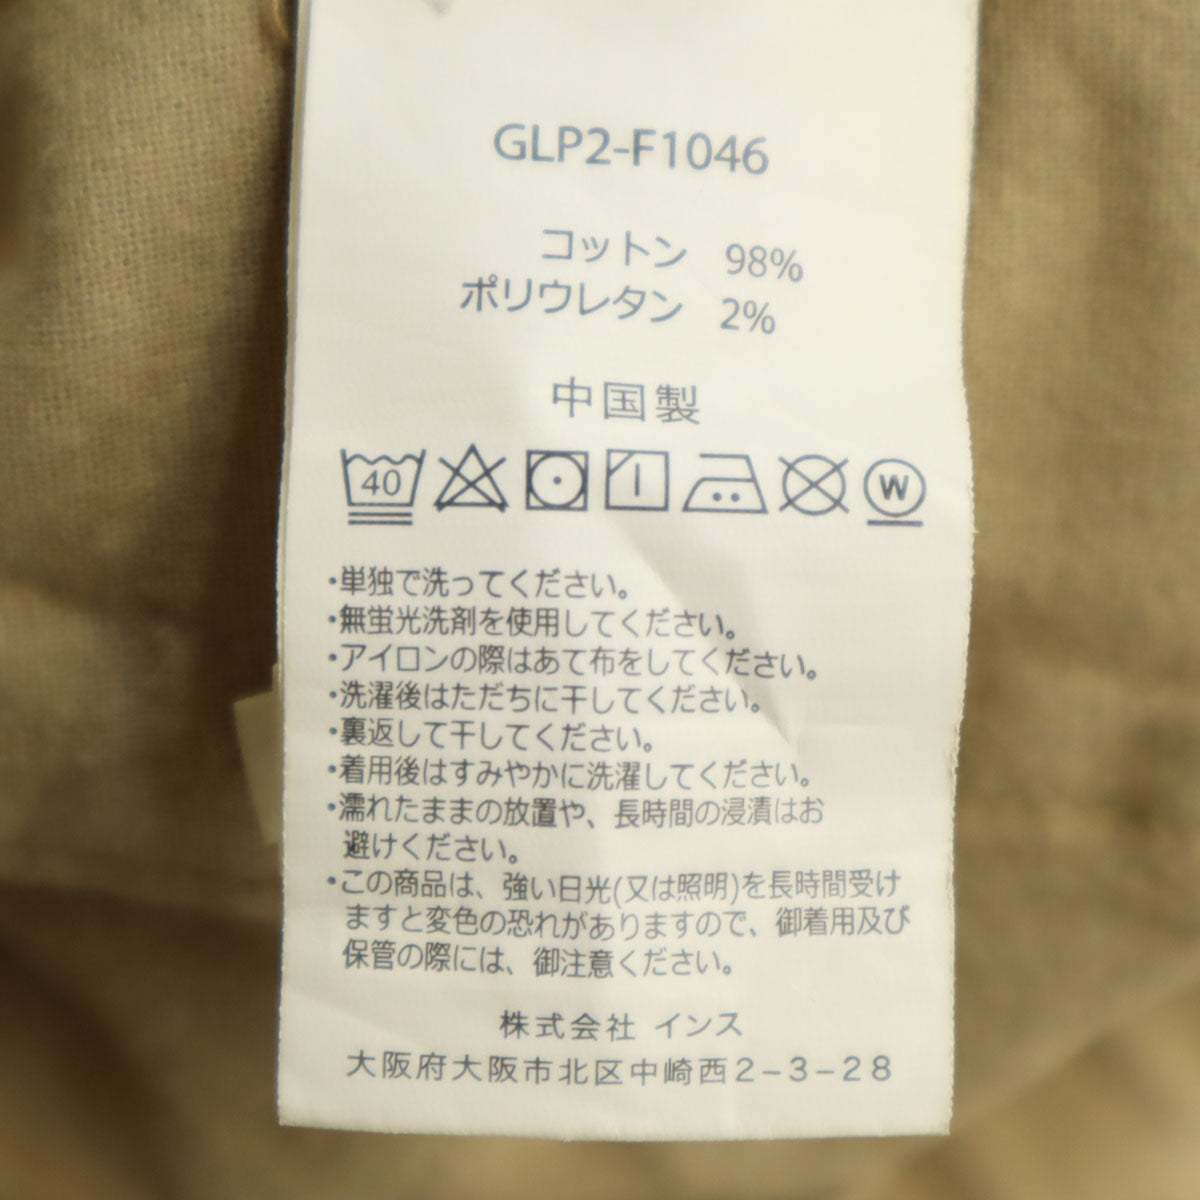 GLP2-F1046
コットン 98%
ポリウレタン 2%
中国製
40 W
・単独で洗ってください。
・無蛍光洗剤を使用してください。
・アイロンの際はあて布をしてください。
・洗濯後はただちに干してください。
・裏返して干してください。
・着用後はすみやかに洗濯してください。
・濡れたままの放置や、長時間の浸漬はお
避けください。
・この商品は、強い日光(又は照明)を長時間受け
ますと変色の恐れがありますので、御着用及び
保管の際には、御注意ください。
株式会社 インス
大阪府大阪市北区中崎西2-3-28